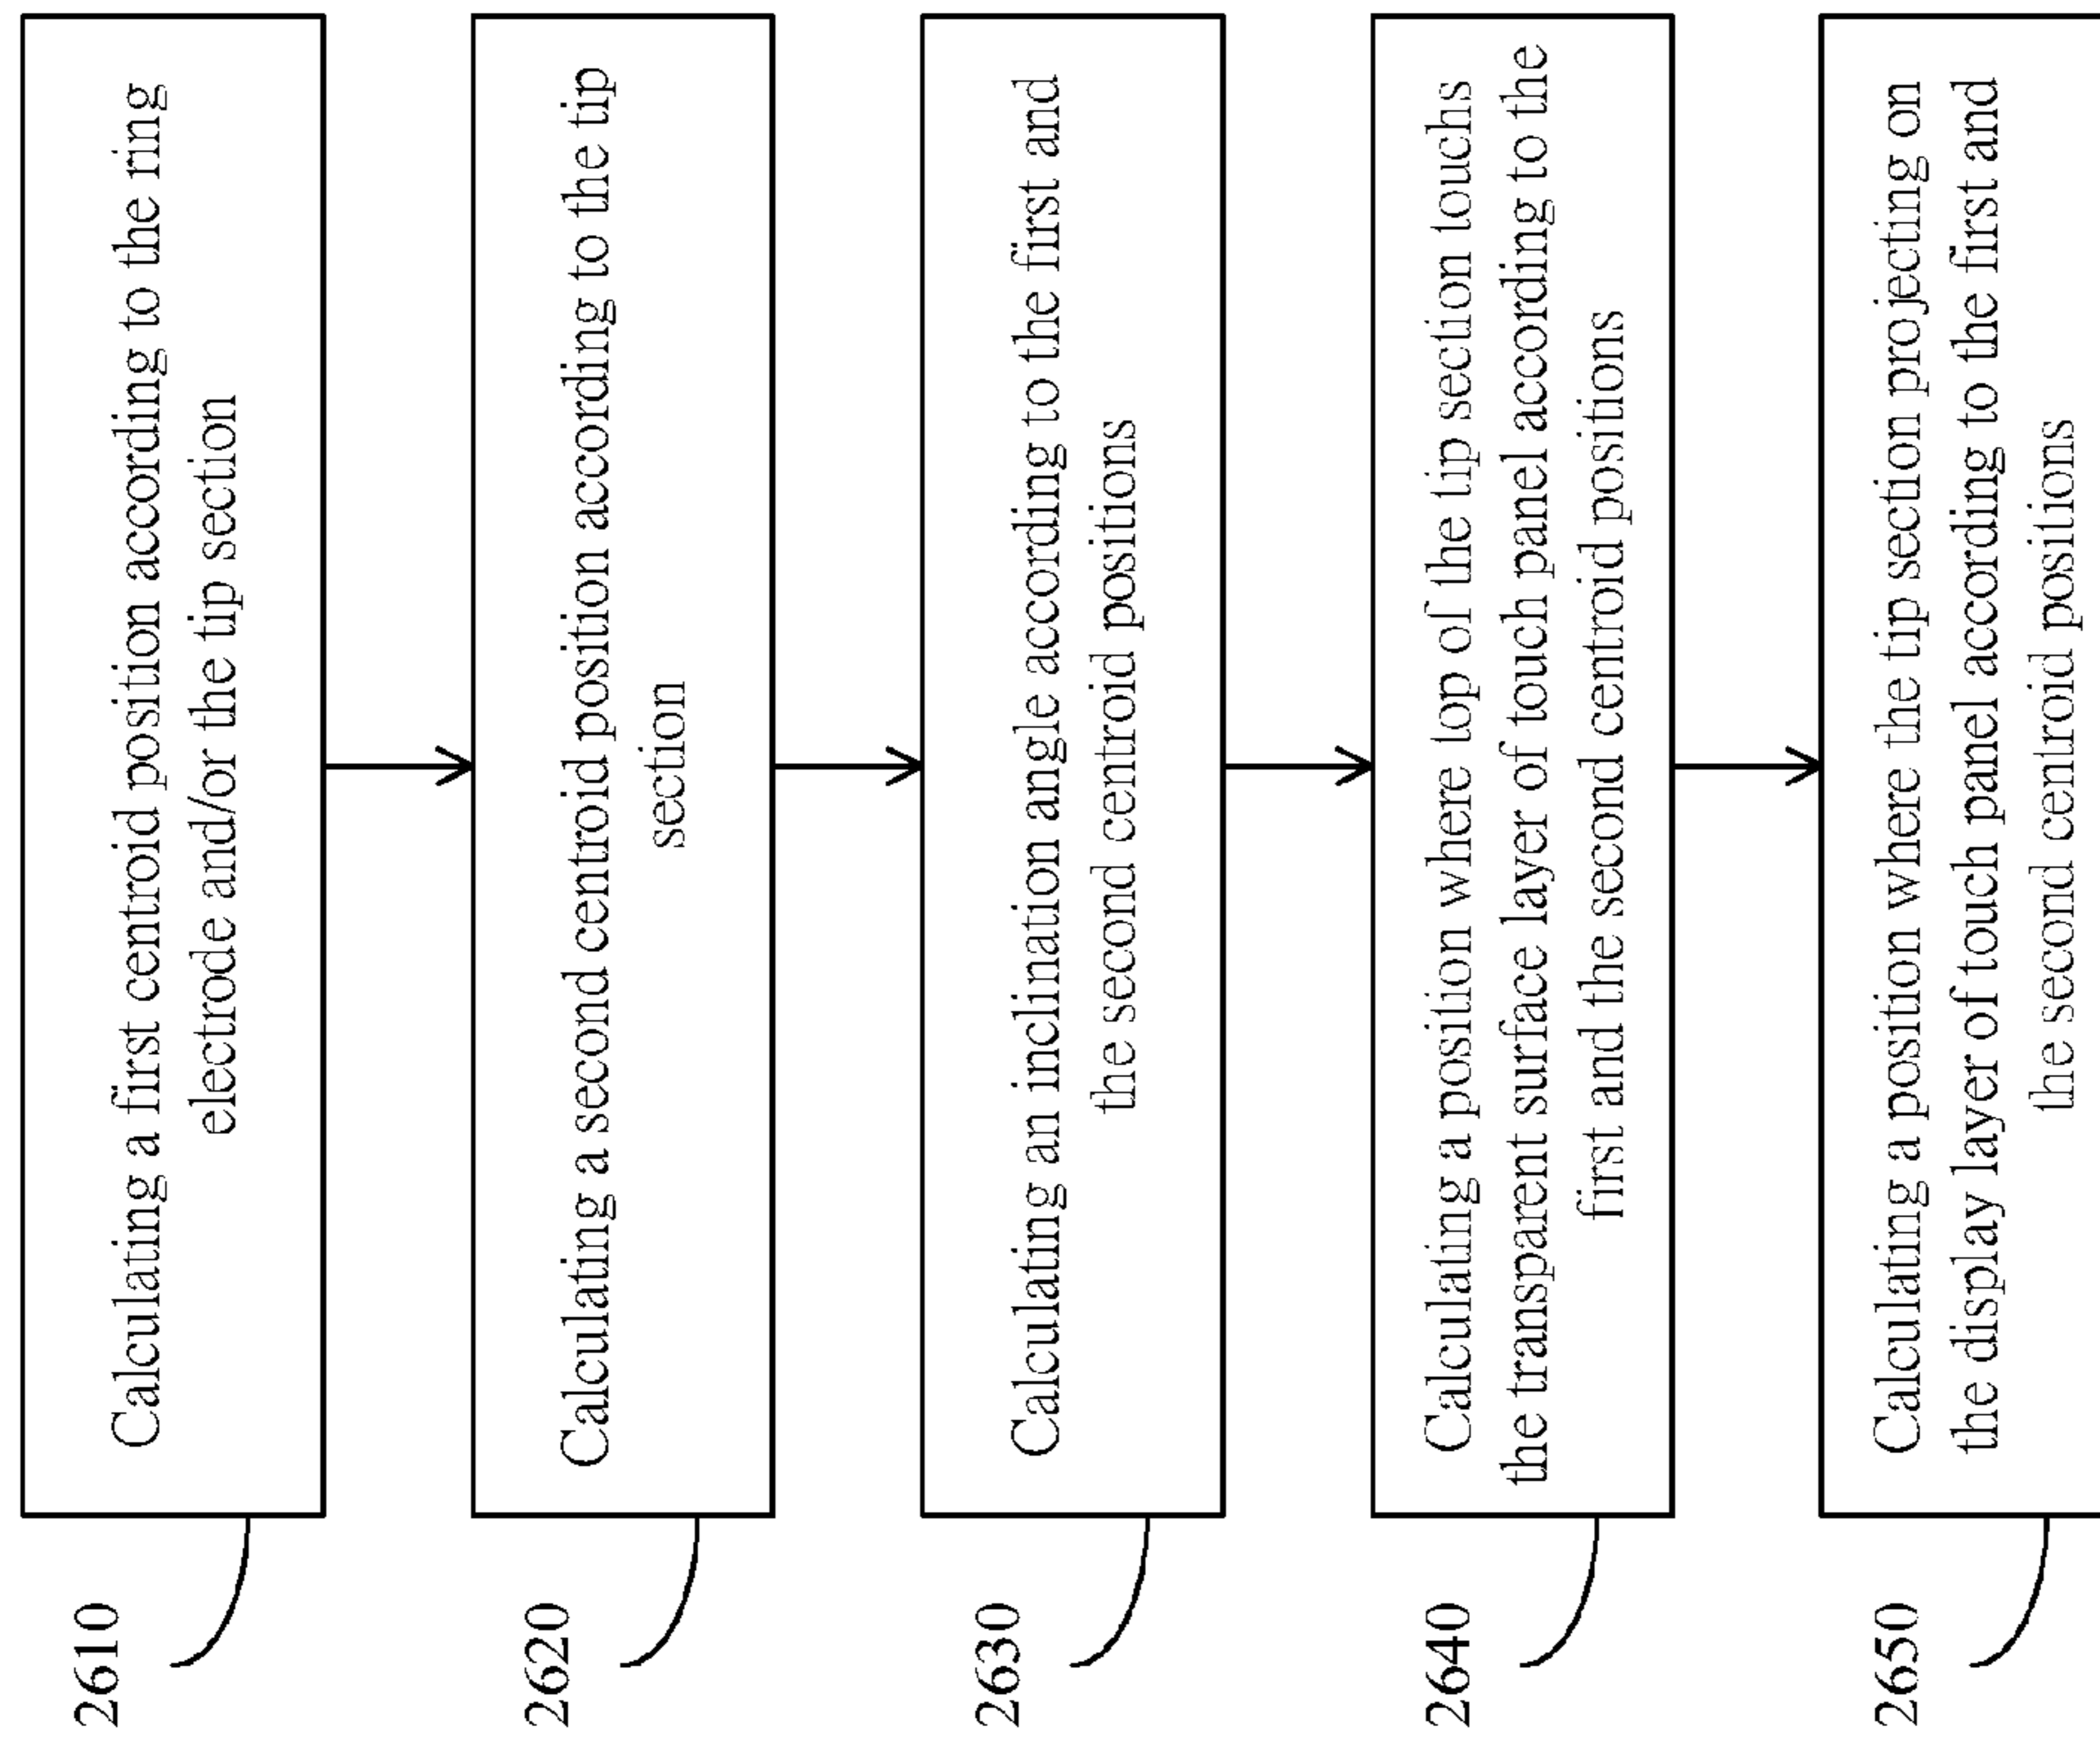 2610
Calculating a first centroid position according to the ring
electrode and/or the tip section
2620
Calculating a second centroid position according to the tip
section
2630
Calculating an inclination angle according to the first and
the second centroid positions
2640
Calculating a position where top of the tip section touchs
the transparent surface layer of touch panel according to the
first and the second centroid positions
2650
Calculating a position where the tip section projecting on
the display layer of touch panel according to the first and
the second centroid positions